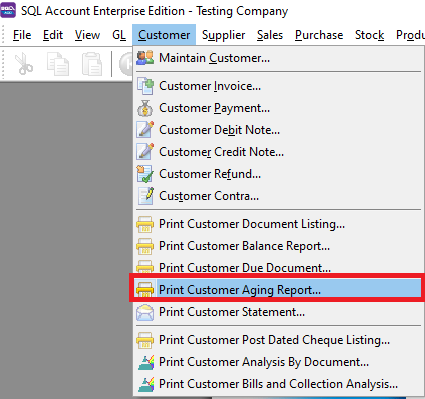 SQL Account Enterprise Edition - Testing Company
File Edit View GL Customer Supplier Sales Purchase Stock Produ
Maintain Customer...
Customer Invoice...
Customer Payment...
Customer Debit Note...
Customer Credit Note...
Customer Refund...
Customer Contra...
Print Customer Document Listing...
Print Customer Balance Report...
Print Customer Due Document...
Print Customer Aging Report...
Print Customer Statement...
Print Customer Post Dated Cheque Listing...
Print Customer Analysis By Document...
Print Customer Bills and Collection Analysis...